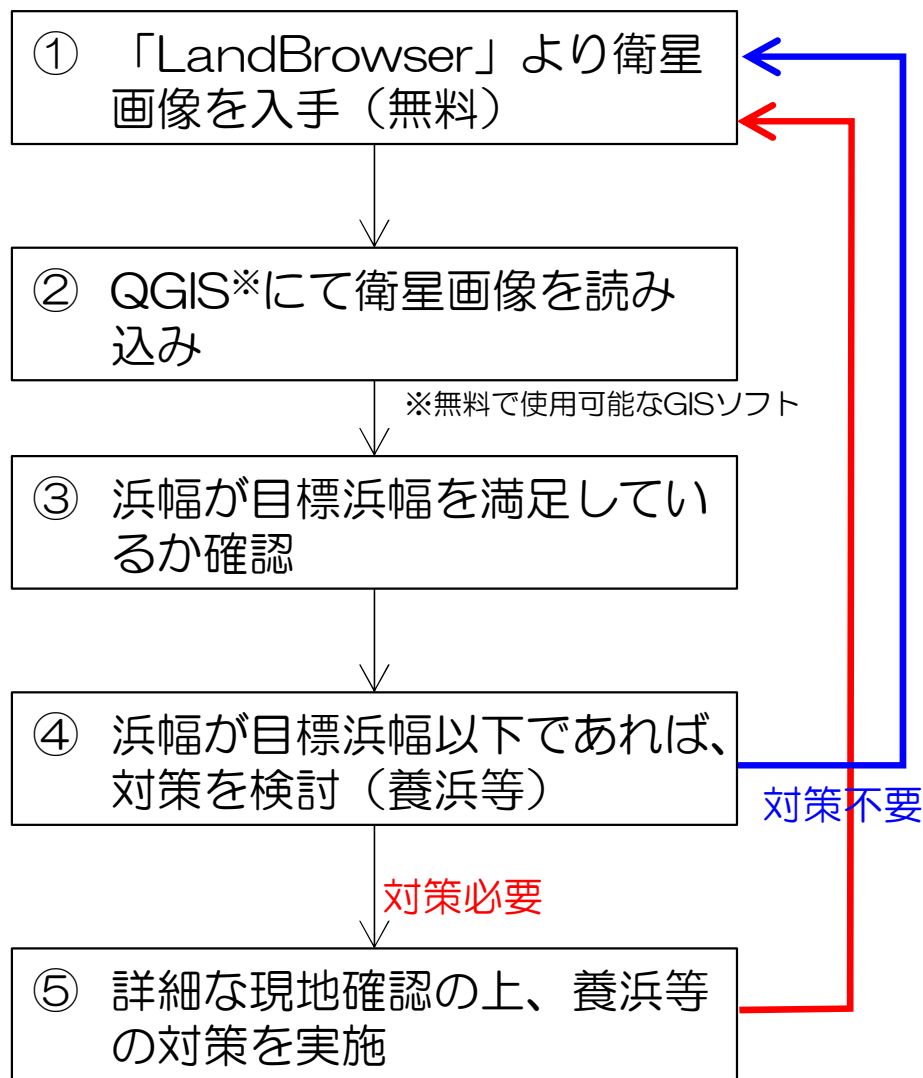 ① 「LandBrowser」より衛星
画像を入手（無料）
② QGIS※にて衛星画像を読み
込み
※無料で使用可能なGISソフト
③ 浜幅が目標浜幅を満足してい
るか確認
④ 浜幅が目標浜幅以下であれば、
対策を検討（養浜等）
対策不要
対策必要
⑤ 詳細な現地確認の上、養浜等
の対策を実施